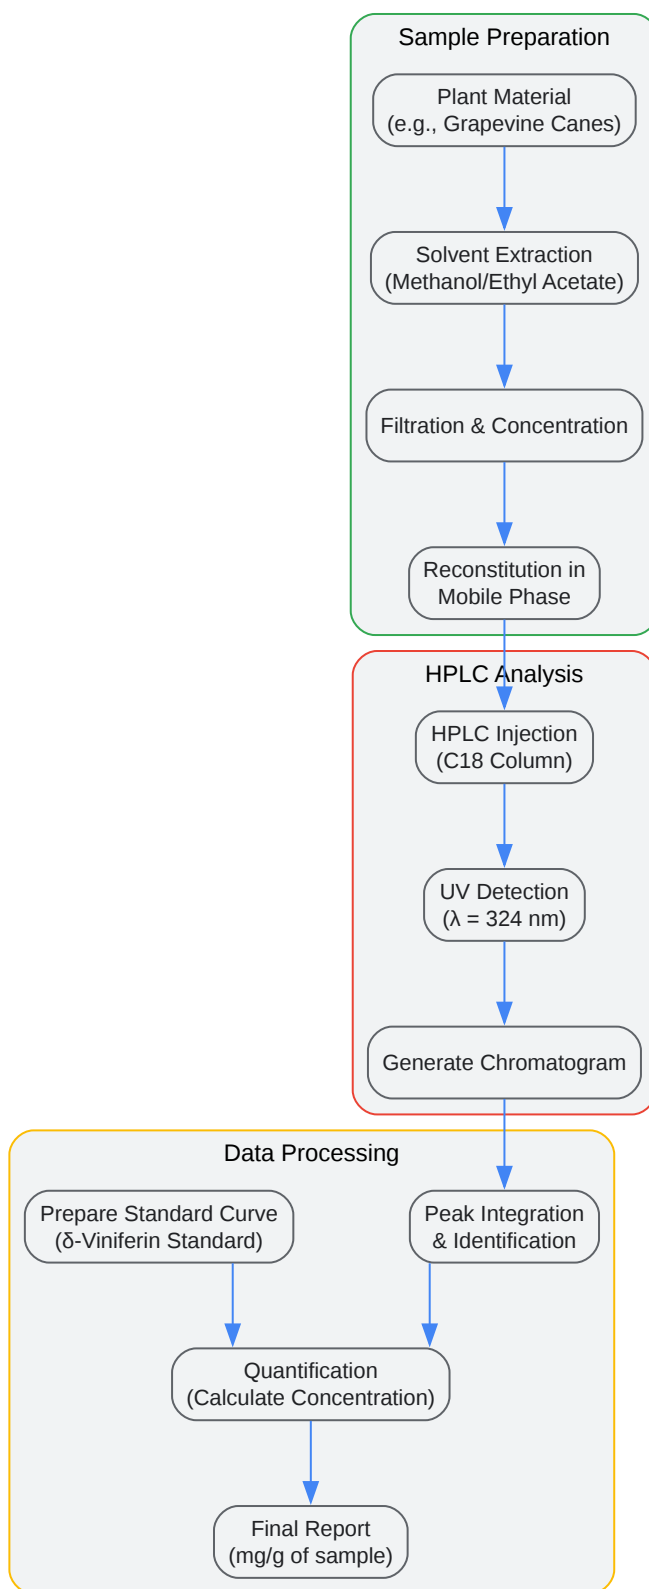 Sample Preparation
Plant Material
(e.g., Grapevine Canes)
Solvent Extraction
(Methanol/Ethyl Acetate)
Filtration & Concentration
Reconstitution in
Mobile Phase
HPLC Analysis
HPLC Injection
(C18 Column)
UV Detection
(λ = 324 nm)
Generate Chromatogram
Data Processing
Prepare Standard Curve
(δ-Viniferin Standard)
Peak Integration
& Identification
Quantification
(Calculate Concentration)
Final Report
(mg/g of sample)